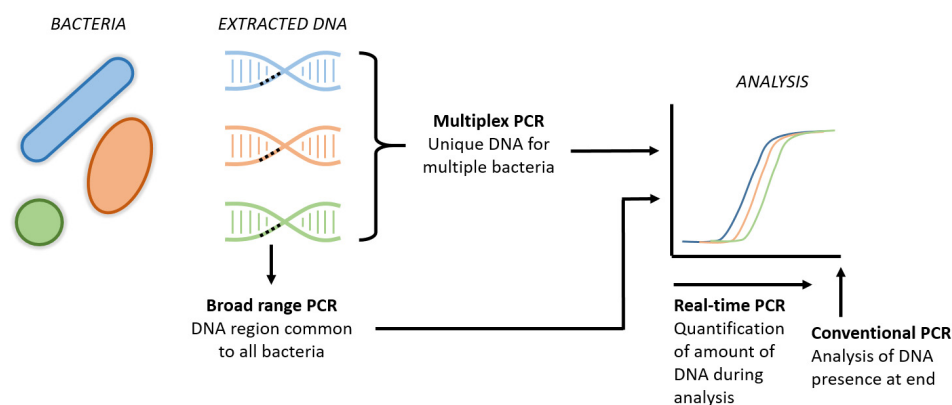 BACTERIA
EXTRACTED DNA
ANALYSIS
Multiplex PCR
Unique DNA for
multiple bacteria
Broad range PCR
DNA region common
to all bacteria
Real-time PCR
Quantification
of amount of
DNA during
analysis
Conventional PCR
Analysis of DNA
presence at end